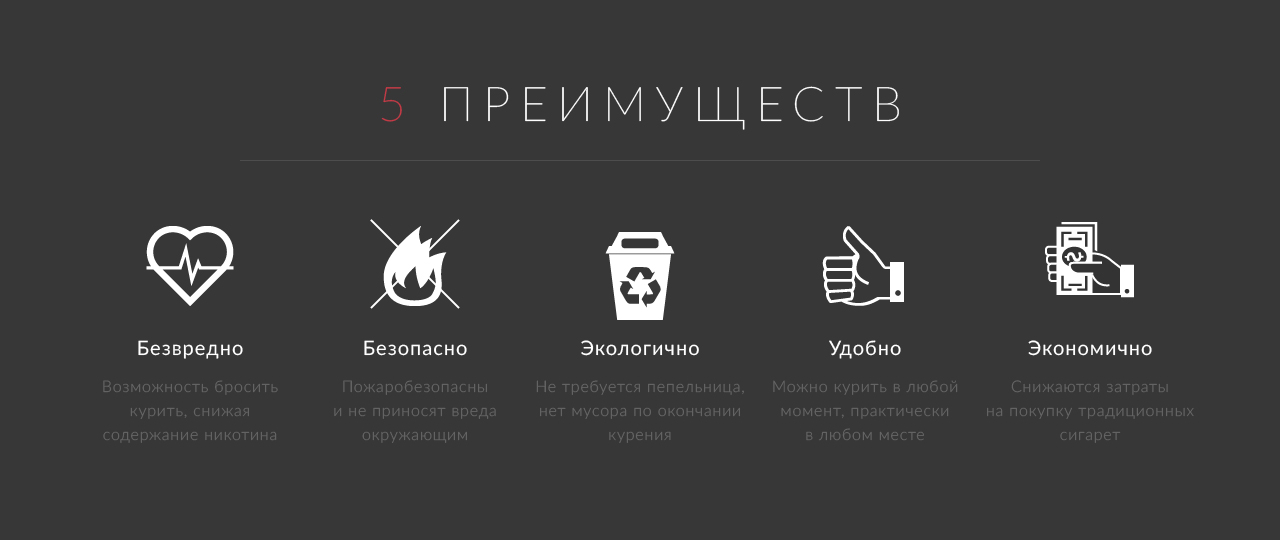 5 ПРЕИМУЩЕСТВ
Безвредно
Возможность бросить
курить, снижая
содержание никотина
Безопасно
Пожаробезопасны
и не приносят вреда
окружающим
Экологично
Не требуется пепельница,
нет мусора по окончании
курения
Удобно
Можно курить в любой
момент, практически
в любом месте
Экономично
Снижаются затраты
на покупку традиционных
сигарет